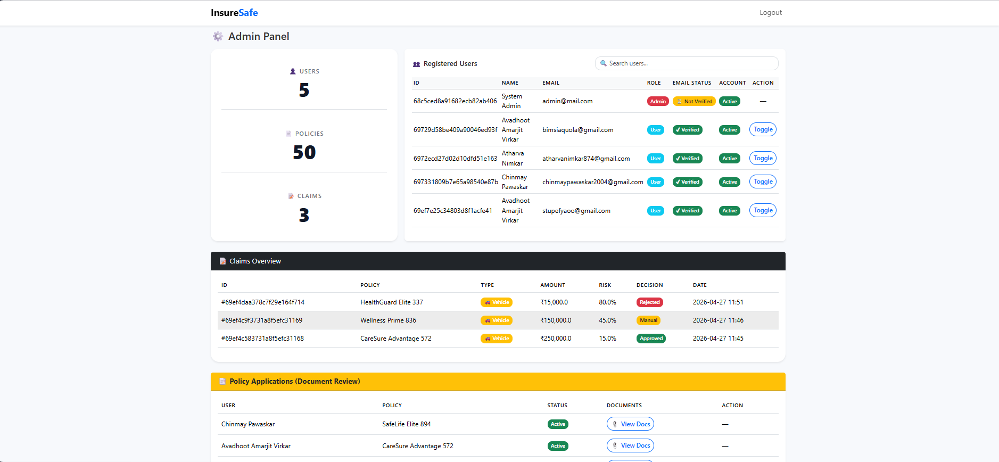 InsureSafe
Logout
Admin Panel
USERS
5
POLICIES
50
CLAIMS
3
Registered Users
Search users...
ID NAME EMAIL ROLE EMAIL STATUS ACCOUNT ACTION
68c5ced8a91682ecb82ab406 System Admin admin@mail.com Admin Not Verified Active —
69729d58be409a90046ed93f Avadhoot Amarjit Virkar bimsiaquola@gmail.com User ✓ Verified Active Toggle
6972ecd27d02d10dfd51e163 Atharva Nimkar atharvanimkar874@gmail.com User ✓ Verified Active Toggle
697331809b7e65a98540e87b Chinmay Pawaskar chinmaypawaskar2004@gmail.com User ✓ Verified Active Toggle
69ef7e25c34803d8f1acfe41 Avadhoot Amarjit Virkar stupefyaoo@gmail.com User ✓ Verified Active Toggle
Claims Overview
ID POLICY TYPE AMOUNT RISK DECISION DATE
#69ef4daa378c7f29e164f714 HealthGuard Elite 337 Vehicle ₹15,000.0 80.0% Rejected 2026-04-27 11:51
#69ef4c9f3731a8f5efc31169 Wellness Prime 836 Vehicle ₹150,000.0 45.0% Manual 2026-04-27 11:46
#69ef4c583731a8f5efc31168 CareSure Advantage 572 Vehicle ₹250,000.0 15.0% Approved 2026-04-27 11:45
Policy Applications (Document Review)
USER POLICY STATUS DOCUMENTS ACTION
Chinmay Pawaskar SafeLife Elite 894 Active View Docs —
Avadhoot Amarjit Virkar CareSure Advantage 572 Active View Docs —